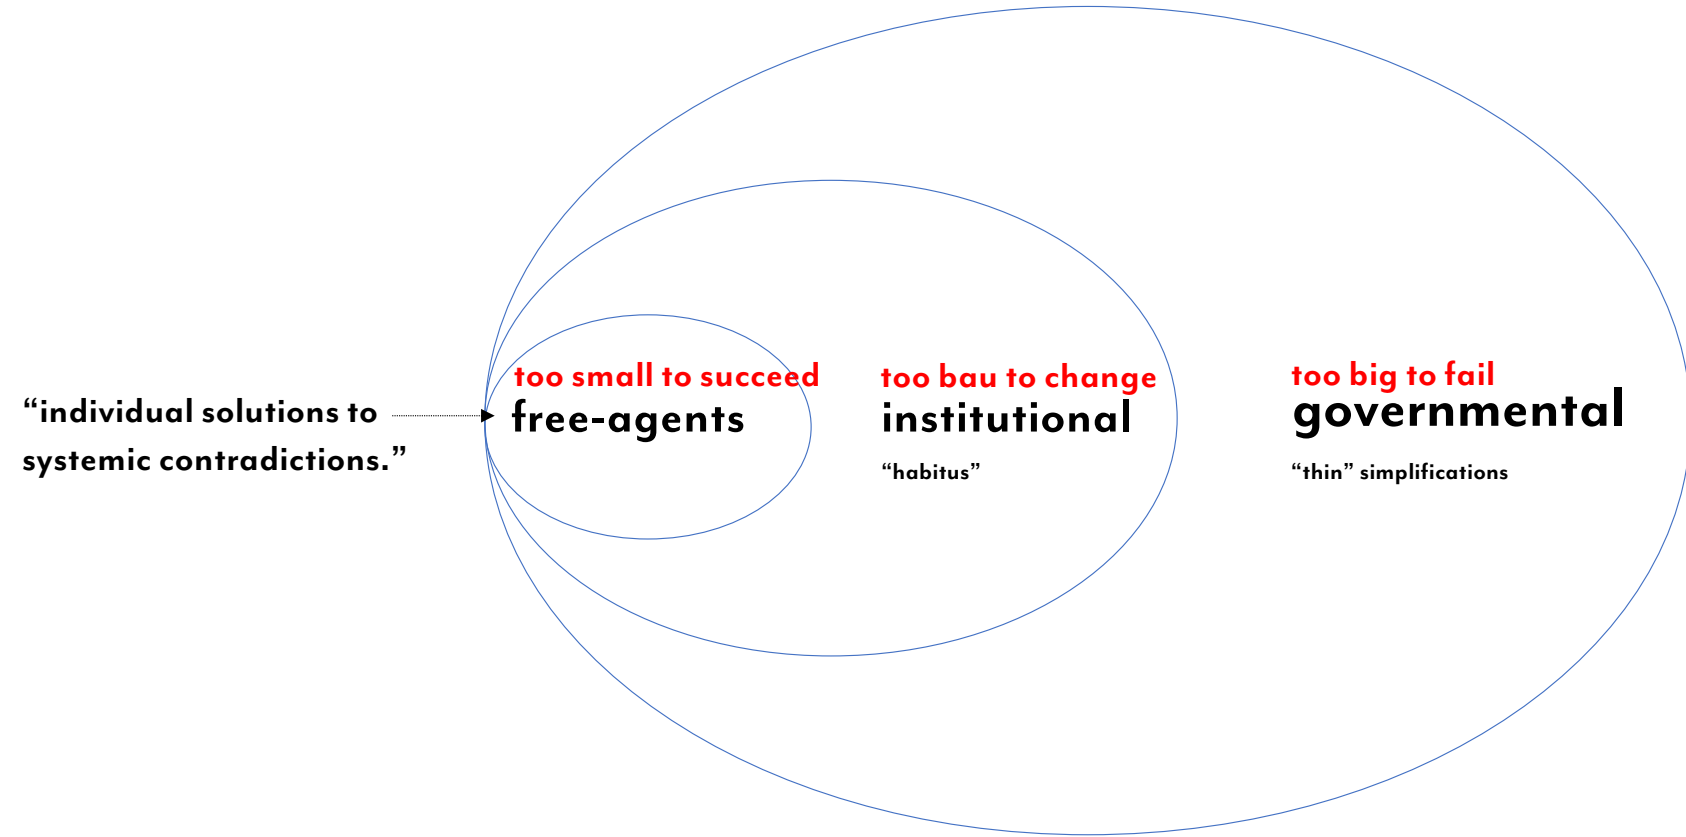 “individual solutions to
systemic contradictions.”
too small to succeed
free-agents
too bau to change
institutional
“habitus”
too big to fail
governmental
“thin” simplifications